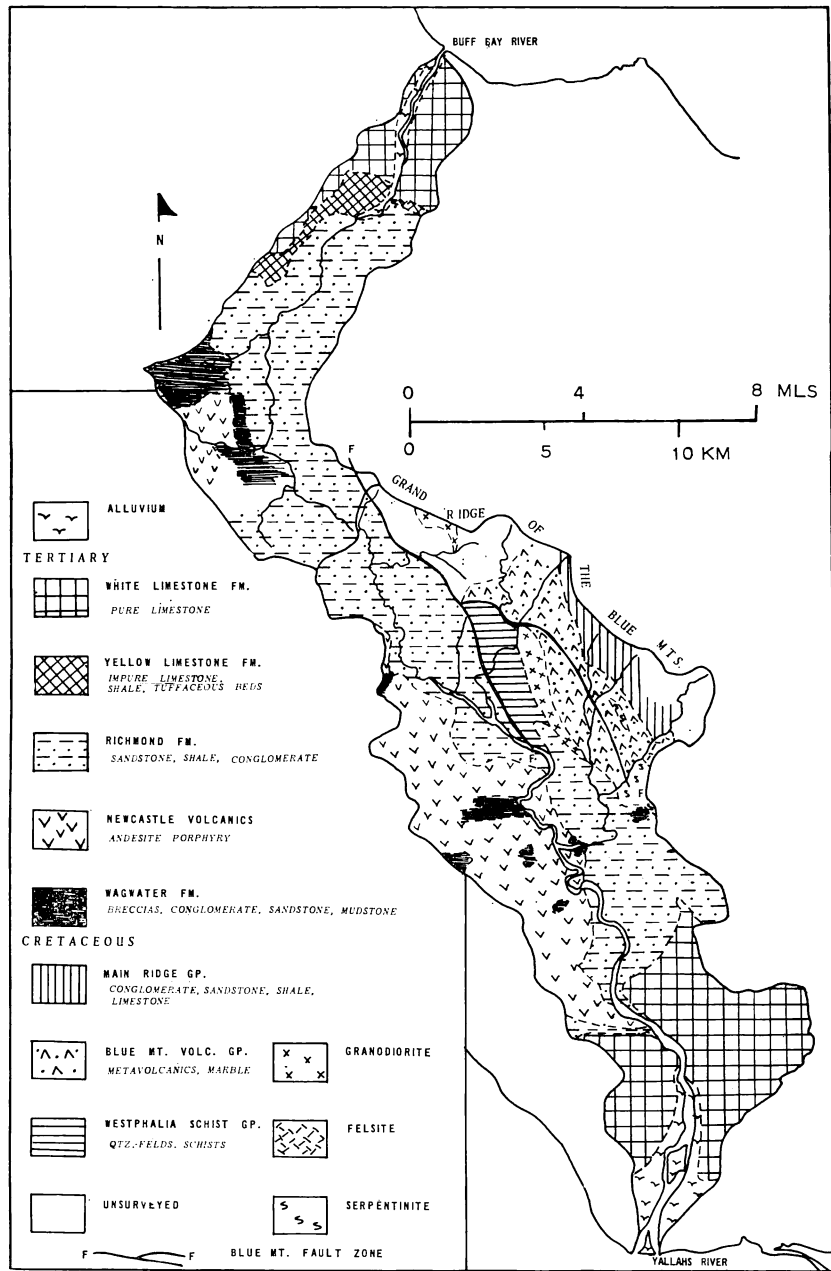 BUFF BAY RIVER
N
0 4 8 MLS
0 5 10 KM
F
GRAND RIDGE OF THE BLUE MTS.
F
F
ALLUVIUM
TERTIARY
WHITE LIMESTONE FM.
PURE LIMESTONE
YELLOW LIMESTONE FM.
IMPURE LIMESTONE,
SHALE, TUFFACEOUS BEDS
RICHMOND FM.
SANDSTONE, SHALE, CONGLOMERATE
NEWCASTLE VOLCANICS
ANDESITE PORPHYRY
WAGWATER FM.
BRECCIAS, CONGLOMERATE, SANDSTONE, MUDSTONE
CRETACEOUS
MAIN RIDGE GP.
CONGLOMERATE, SANDSTONE, SHALE,
LIMESTONE
BLUE MT. VOLC. GP.
METAVOLCANICS, MARBLE
GRANODIORITE
WESTPHALIA SCHIST GP.
QTZ.-FELDS. SCHISTS
FELSITE
UNSURVEYED
SERPENTINITE
F F BLUE MT. FAULT ZONE
YALLAHS RIVER